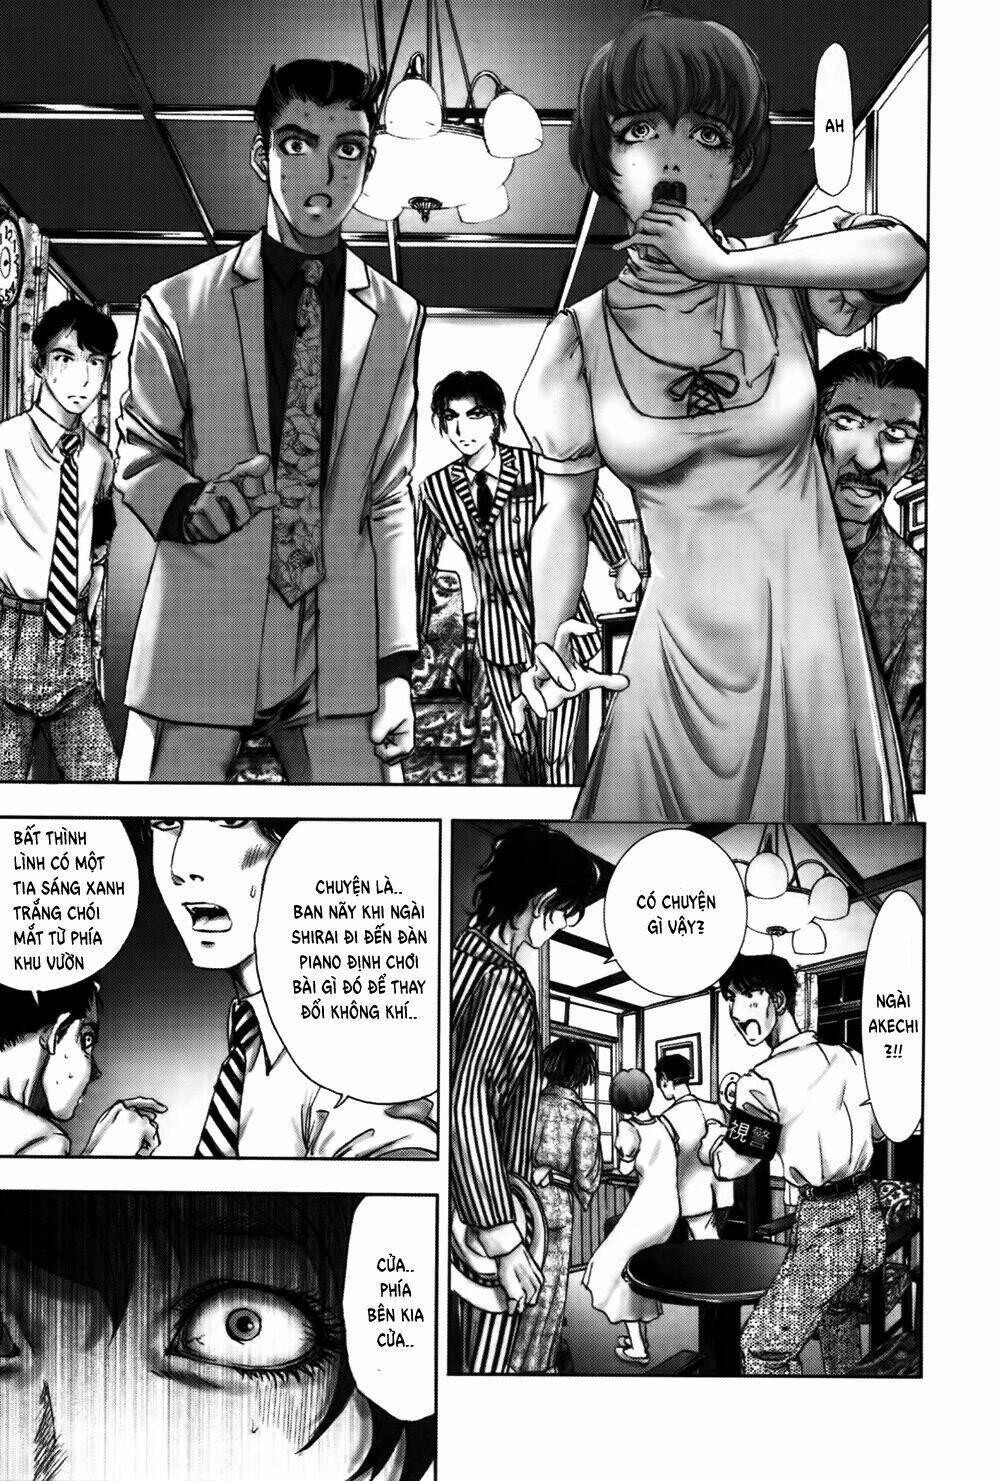 AH
NGÀI
AKECHI
?!!
CÓ CHUYỆN
GÌ VẬY?
視警
CHUYỆN LÀ..
BAN NÃY KHI NGÀI
SHIRAI ĐI ĐẾN ĐÀN
PIANO ĐỊNH CHƠI
BÀI GÌ ĐÓ ĐỂ THAY
ĐỔI KHÔNG KHÍ..
BẤT THÌNH
LÌNH CÓ MỘT
TIA SÁNG XANH
TRẮNG CHÓI
MẮT TỪ PHÍA
KHU VƯỜN
CỬA..
PHÍA
BÊN KIA
CỬA..